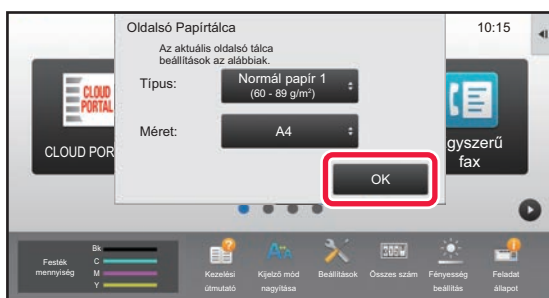 Oldalsó Papírtálca
10:15
Az aktuális oldalsó tálca
beállítások az alábbiak.
Típus:
Normál papír 1
(60 - 89 g/m²)
Méret:
A4
OK
CLOUD
PORTAL
CLOUD POR
gyszerű
fax
Festék
mennyiség
Bk
C
M
Y
Kezelési
útmutató
Kijelző mód
nagyítása
Beállítások
Összes szám
Fényesség
beállítás
Feladat
állapot